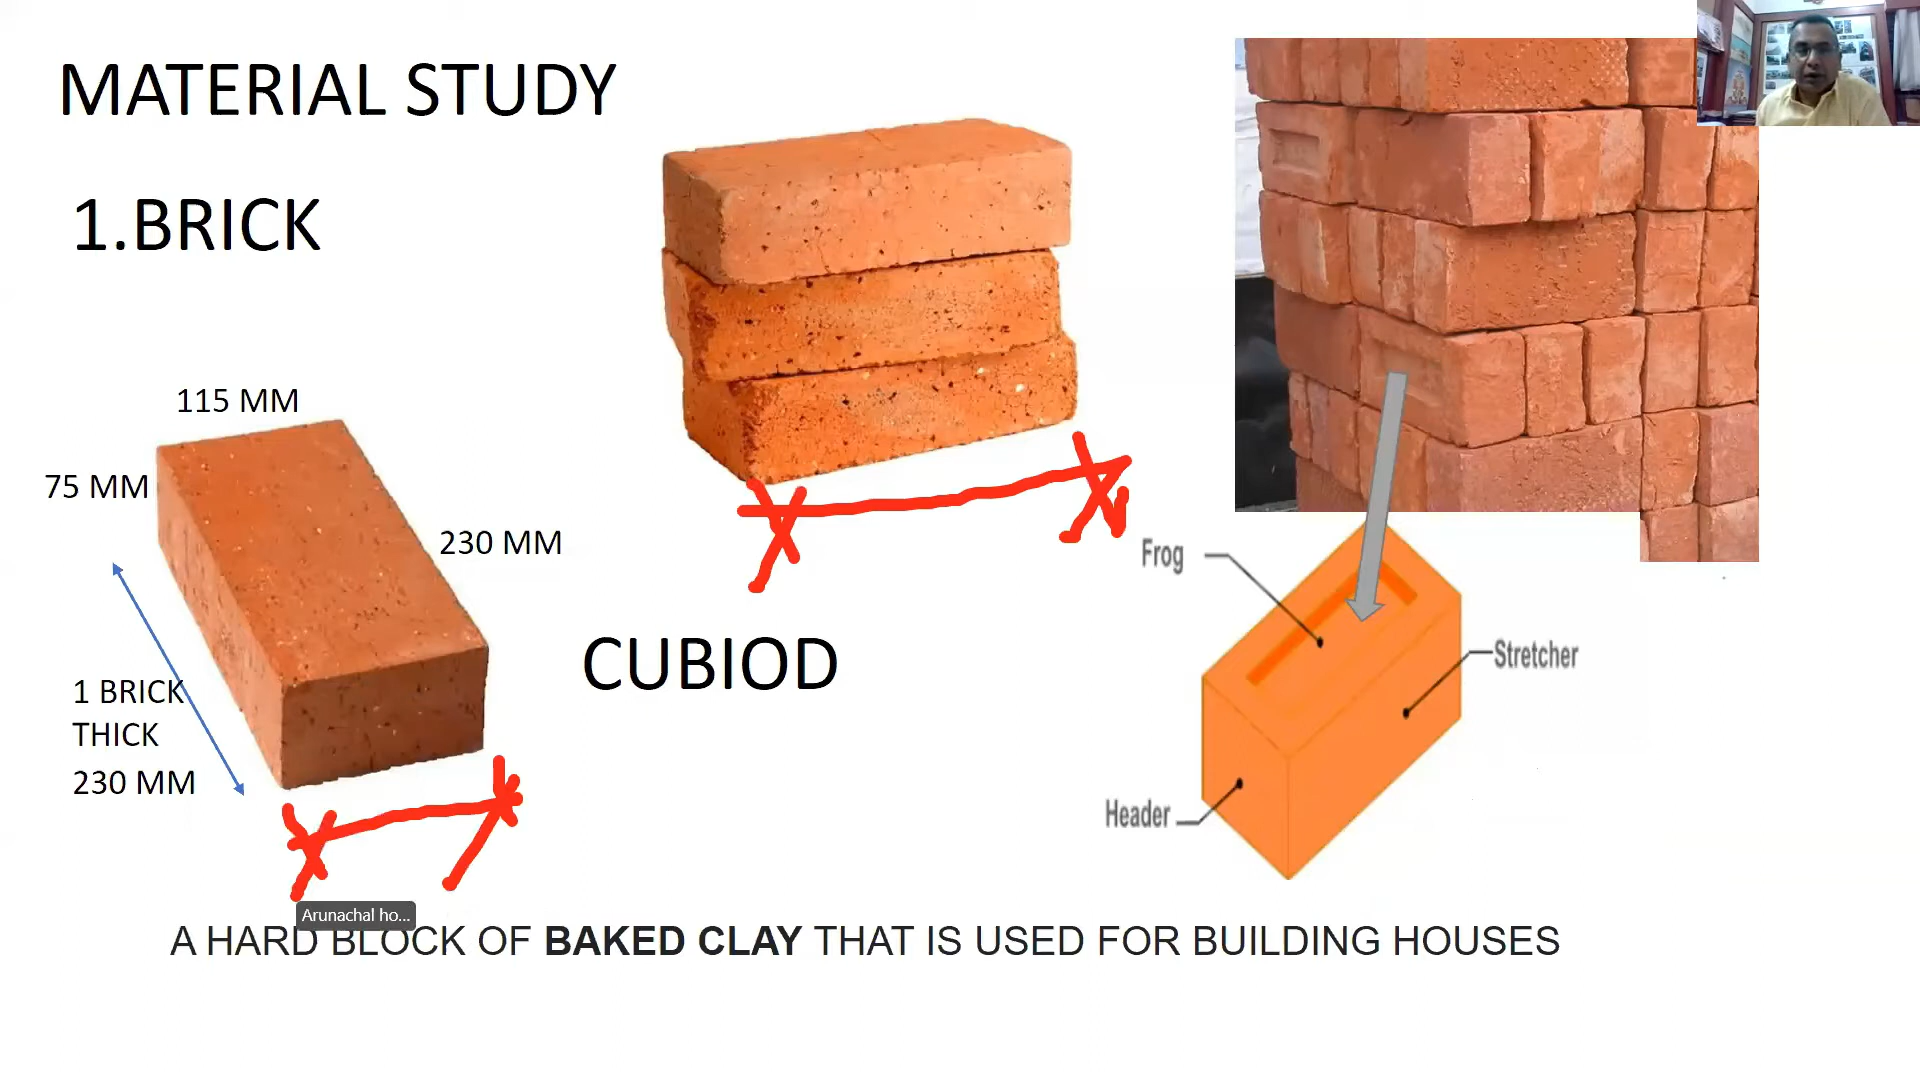 MATERIAL STUDY
1.BRICK
115 MM
75 MM
230 MM
1 BRICK
THICK
230 MM
CUBIOD
Frog
Stretcher
Header
Arunachal ho...
A HARD BLOCK OF BAKED CLAY THAT IS USED FOR BUILDING HOUSES